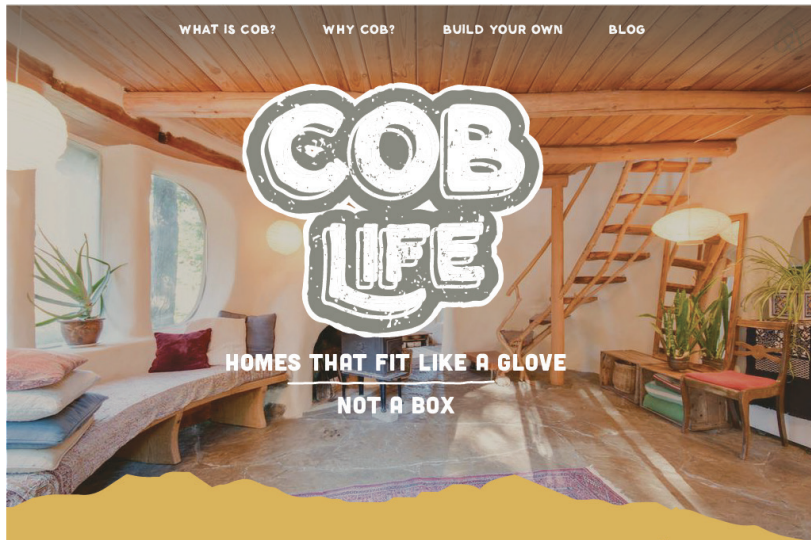 WHAT IS COB?
WHY COB?
BUILD YOUR OWN
BLOG
COB
LIFE
HOMES THAT FIT LIKE A GLOVE
NOT A BOX